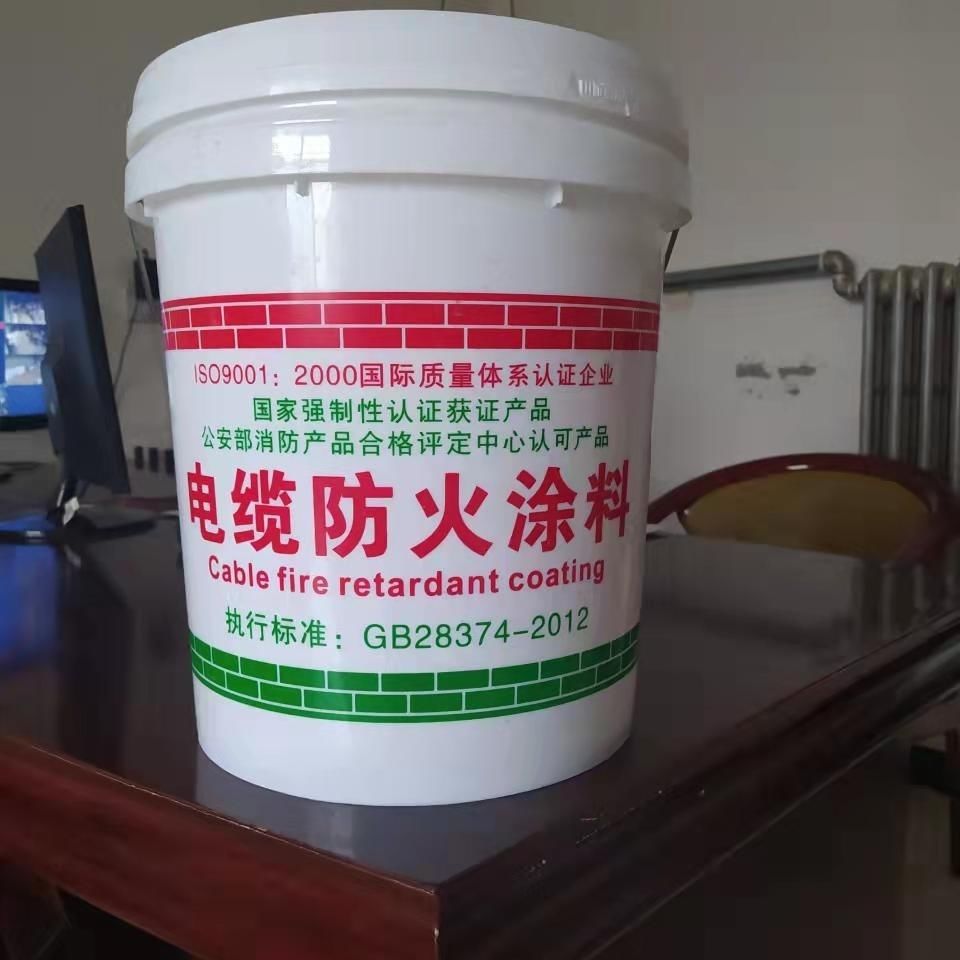 ISO9001：2000国际质量体系认证企业
国家强制性认证获证产品
公安部消防产品合格评定中心认可产品
电缆防火涂料
Cable fire retardant coating
执行标准：GB28374-2012